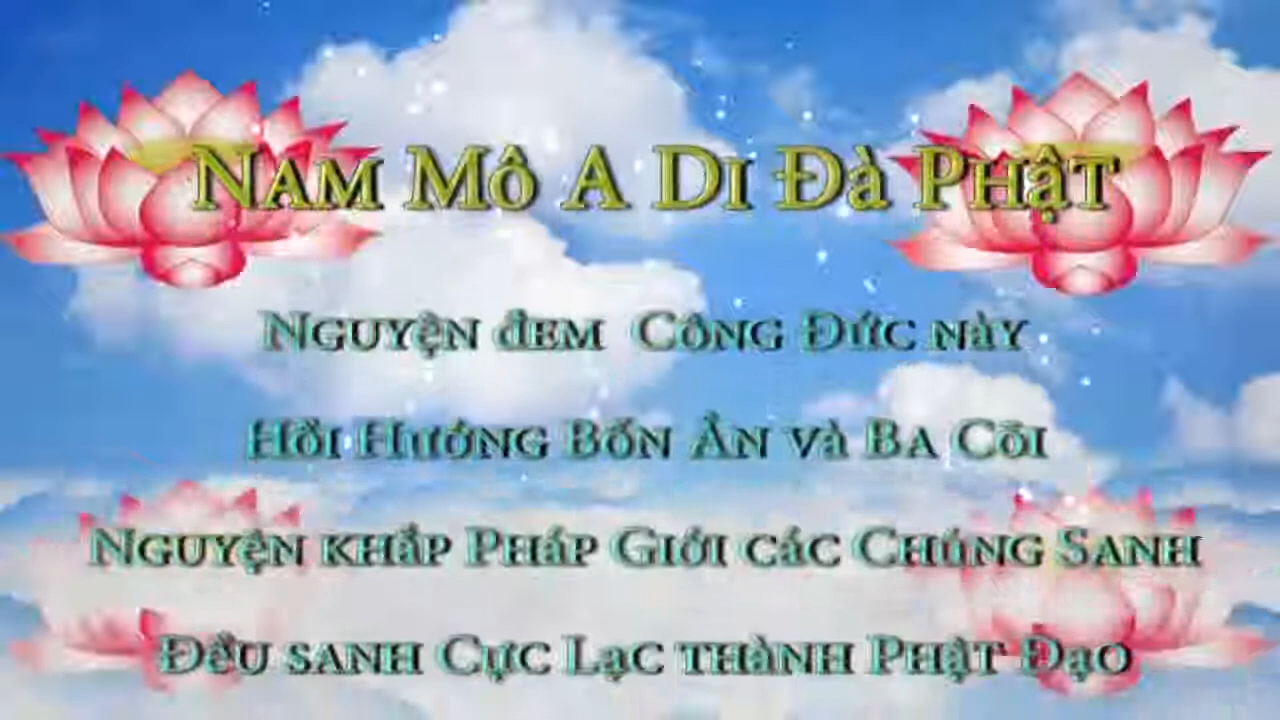 Nam Mô A Di Đà Phật
Nguyện đem Công Đức này
Hồi Hướng Bốn Ân và Ba Cõi
Nguyện khắp Pháp Giới các Chúng Sanh
Đều sanh Cực Lạc thành Phật Đạo